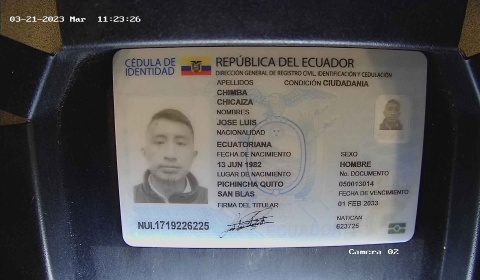 03-21-2023 Mar 11:23:26
CÉDULA DE IDENTIDAD
REPÚBLICA DEL ECUADOR
DIRECCIÓN GENERAL DE REGISTRO CIVIL, IDENTIFICACIÓN Y CEDULACIÓN
APELLIDOS CONDICIÓN CIUDADANÍA
CHIMBA
CHICAIZA
NOMBRES
JOSE LUIS
NACIONALIDAD
ECUATORIANA
FECHA DE NACIMIENTO SEXO
13 JUN 1982 HOMBRE
LUGAR DE NACIMIENTO No. DOCUMENTO
PICHINCHA QUITO 050013014
SAN BLAS FECHA DE VENCIMIENTO
FIRMA DEL TITULAR 01 FEB 2033
NAT/CAN
NUI.1719226225 623725
Camera 02